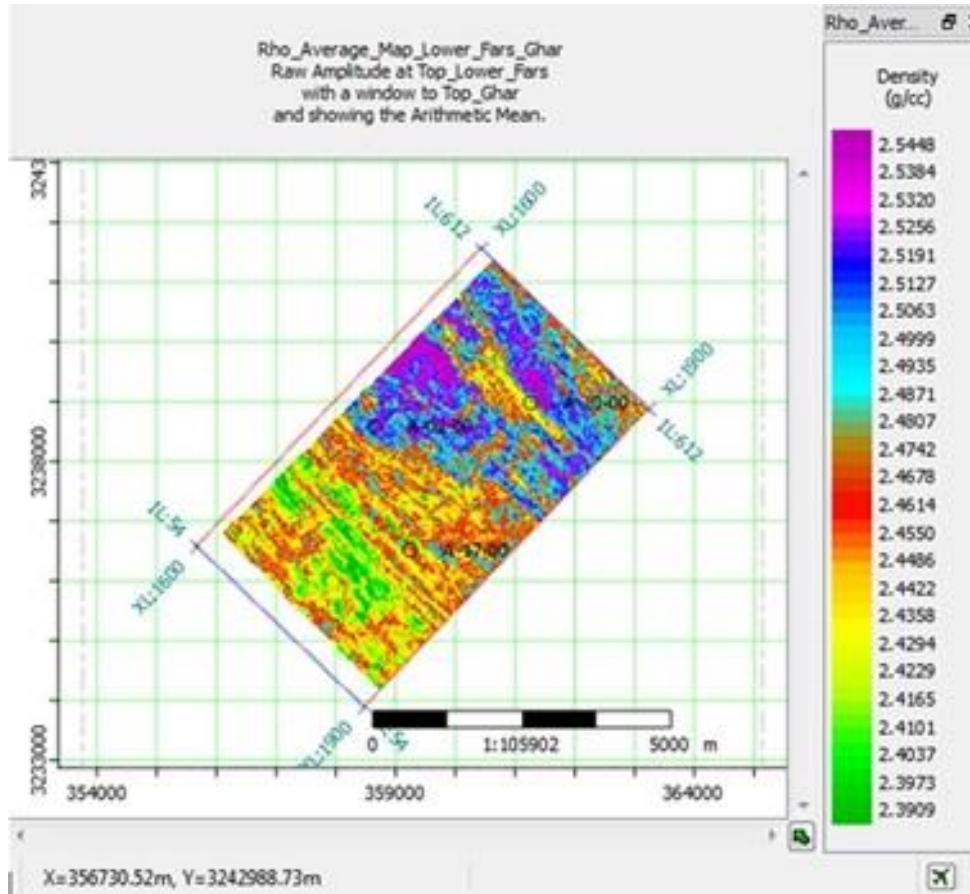 Rho_Aver...
Rho_Average_Map_Lower_Fars_Ghar
Raw Amplitude at Top_Lower_Fars
with a window to Top_Ghar
and showing the Arithmetic Mean.
Density
(g/cc)
2.5448
2.5384
2.5320
2.5256
2.5191
2.5127
2.5063
2.4999
2.4935
2.4871
2.4807
2.4742
2.4678
2.4614
2.4550
2.4486
2.4422
2.4358
2.4294
2.4229
2.4165
2.4101
2.4037
2.3973
2.3909
3243
IL:612
XL:1600
XL:1900
IL:612
3238000
IL:54
XL:1600
XL:1900
54
0 1:105902 5000 m
3233000
354000 359000 364000
X=356730.52m, Y=3242988.73m